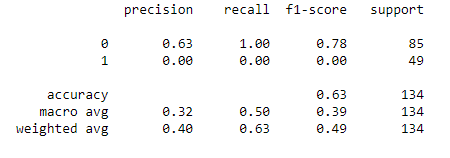 precision recall f1-score support
0 0.63 1.00 0.78 85
1 0.00 0.00 0.00 49
accuracy 0.63 134
macro avg 0.32 0.50 0.39 134
weighted avg 0.40 0.63 0.49 134